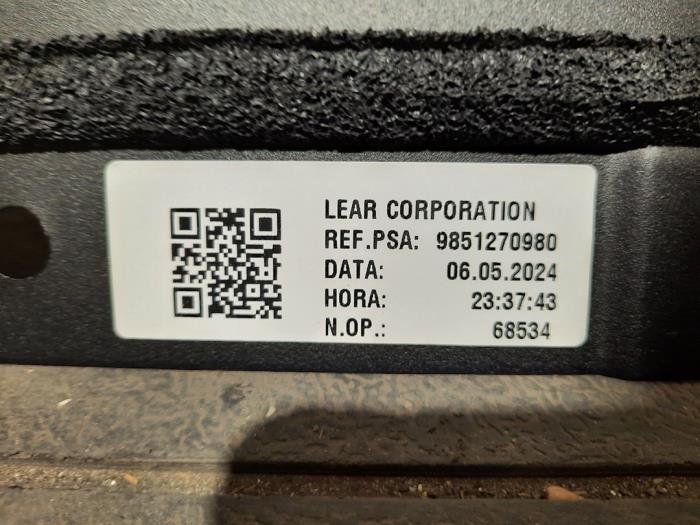 LEAR CORPORATION
REF.PSA: 9851270980
DATA: 06.05.2024
HORA: 23:37:43
N.OP.: 68534